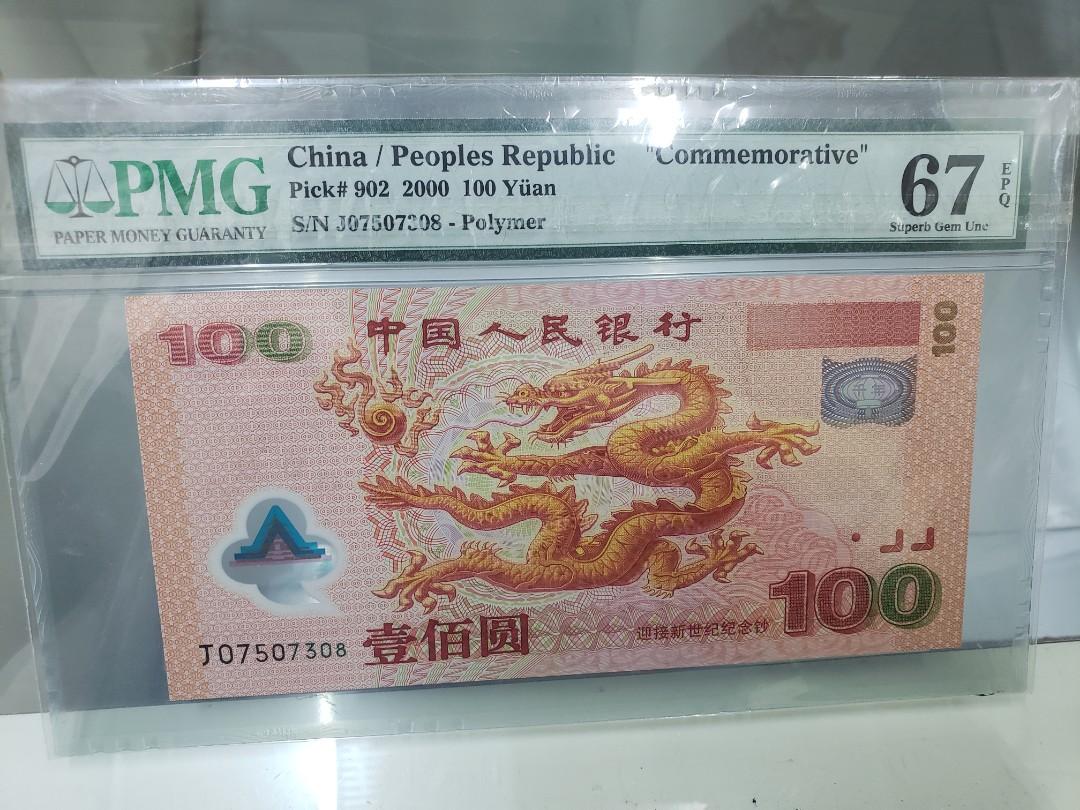 PMG
PAPER MONEY GUARANTY
China / Peoples Republic "Commemorative"
Pick# 902 2000 100 Yüan
S/N J07507308 - Polymer
67
EPQ
Superb Gem Unc
100
中国人民银行
100
J07507308
壹佰圆
迎接新世纪纪念钞
100